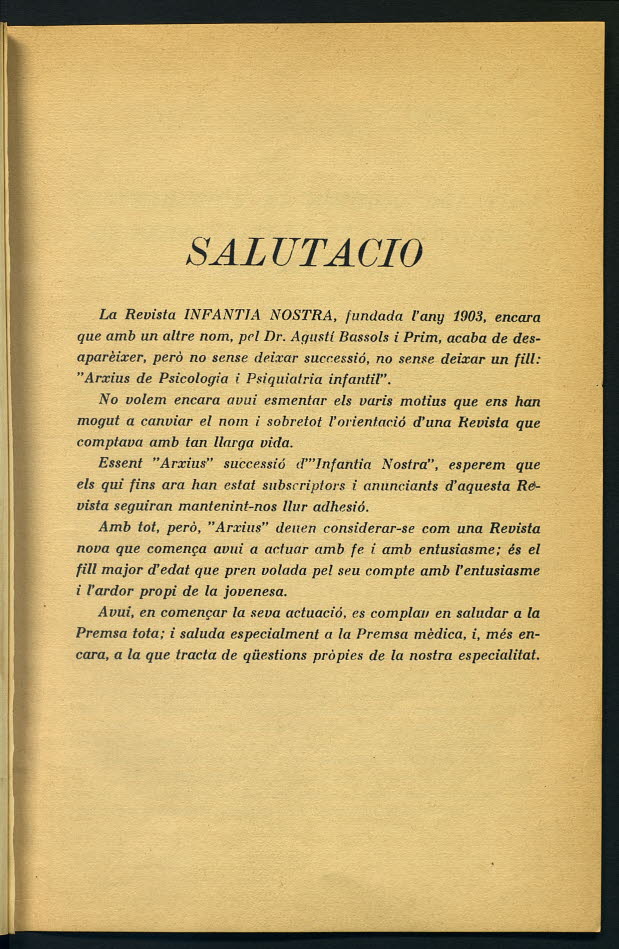 SALUTACIO
La Revista INFANTIA NOSTRA, fundada l'any 1903, encara
que amb un altre nom, pel Dr. Agustí Bassols i Prim, acaba de des-
aparèixer, però no sense deixar successió, no sense deixar un fill:
"Arxius de Psicologia i Psiquiatria infantil".
No volem encara avui esmentar els varis motius que ens han
mogut a canviar el nom i sobretot l'orientació d'una Revista que
comptava amb tan llarga vida.
Essent "Arxius" successió d'"Infantia Nostra", esperem que
els qui fins ara han estat subscriptors i anunciants d'aquesta Re-
vista seguiran mantenint-nos llur adhesió.
Amb tot, però, "Arxius" deuen considerar-se com una Revista
nova que comença avui a actuar amb fe i amb entusiasme; és el
fill major d'edat que pren volada pel seu compte amb l'entusiasme
i l'ardor propi de la jovenesa.
Avui, en començar la seva actuació, es complau en saludar a la
Premsa tota; i saluda especialment a la Premsa mèdica, i, més en-
cara, a la que tracta de qüestions pròpies de la nostra especialitat.